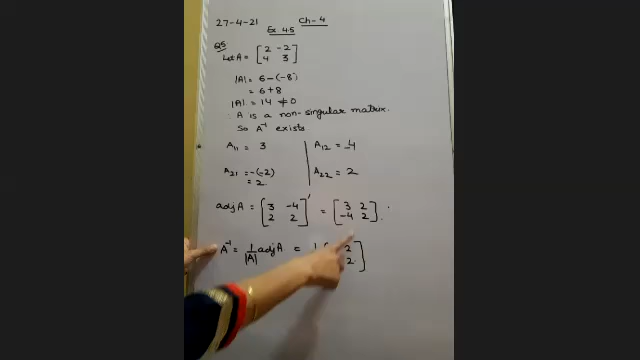 27-4-21 Ch-4
Ex 4.5
Q5
Let A = [2 -2
4 3]
|A| = 6 - (-8)
= 6 + 8
|A| = 14 ≠ 0
∴ A is a non-singular matrix.
So A⁻¹ exists.
A₁₁ = 3 A₁₂ = -4
A₂₁ = -(-2) A₂₂ = 2
= 2
adj A = [3 -4 ]' = [3 2 ]
[2 2] [-4 2].
A⁻¹ = 1/|A| adj A = 1 2
2]